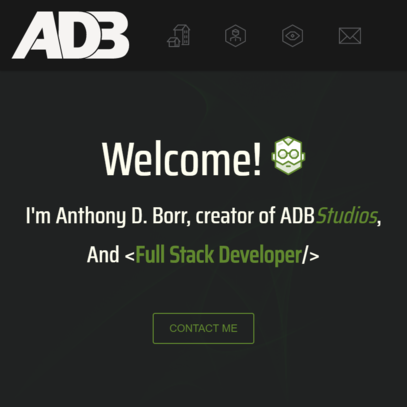 ADB
Welcome!
I'm Anthony D. Borr, creator of ADBStudios,
And <Full Stack Developer/>
CONTACT ME